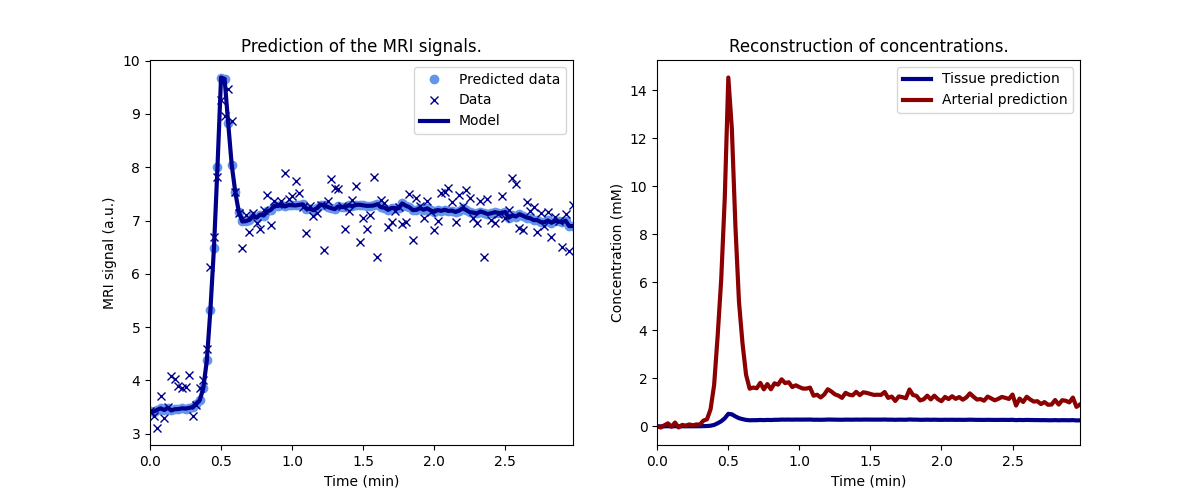 Prediction of the MRI signals.
MRI signal (a.u.)
10
9
8
7
6
5
4
3
0.0 0.5 1.0 1.5 2.0 2.5
Time (min)
Predicted data
Data
Model
Reconstruction of concentrations.
Concentration (mM)
14
12
10
8
6
4
2
0
0.0 0.5 1.0 1.5 2.0 2.5
Time (min)
Tissue prediction
Arterial prediction